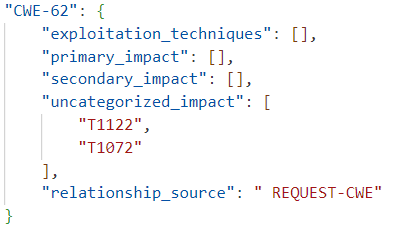 "CWE-62": {
"exploitation_techniques": [],
"primary_impact": [],
"secondary_impact": [],
"uncategorized_impact": [
"T1122",
"T1072"
],
"relationship_source": " REQUEST-CWE"
}